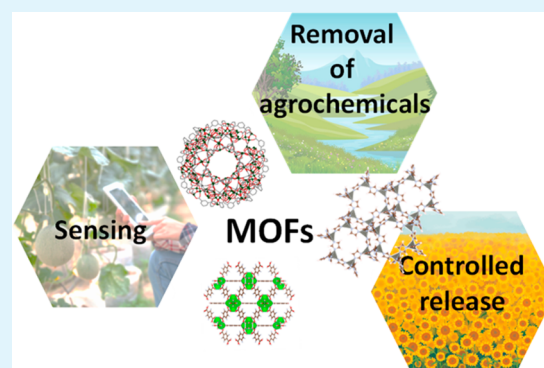 Removal
of
agrochemicals
Sensing
MOFs
Controlled
release